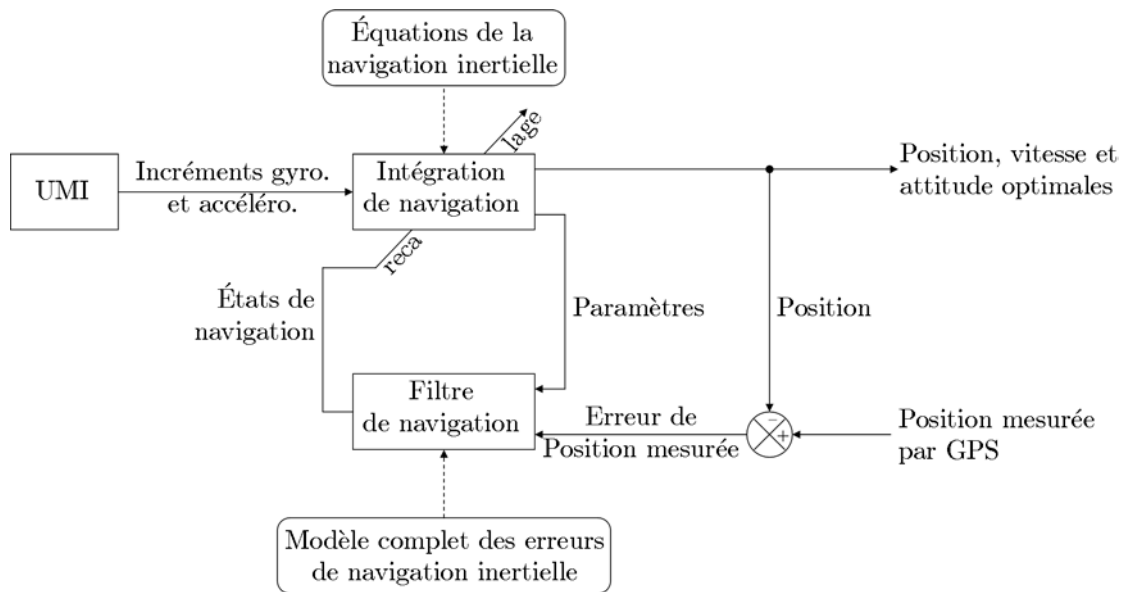 Équations de la
navigation inertielle
UMI
Incréments gyro.
et accéléro.
Intégration
de navigation
lage
reca
Position, vitesse et
attitude optimales
États de
navigation
Paramètres
Position
Filtre
de navigation
Erreur de
Position mesurée
−
+
Position mesurée
par GPS
Modèle complet des erreurs
de navigation inertielle